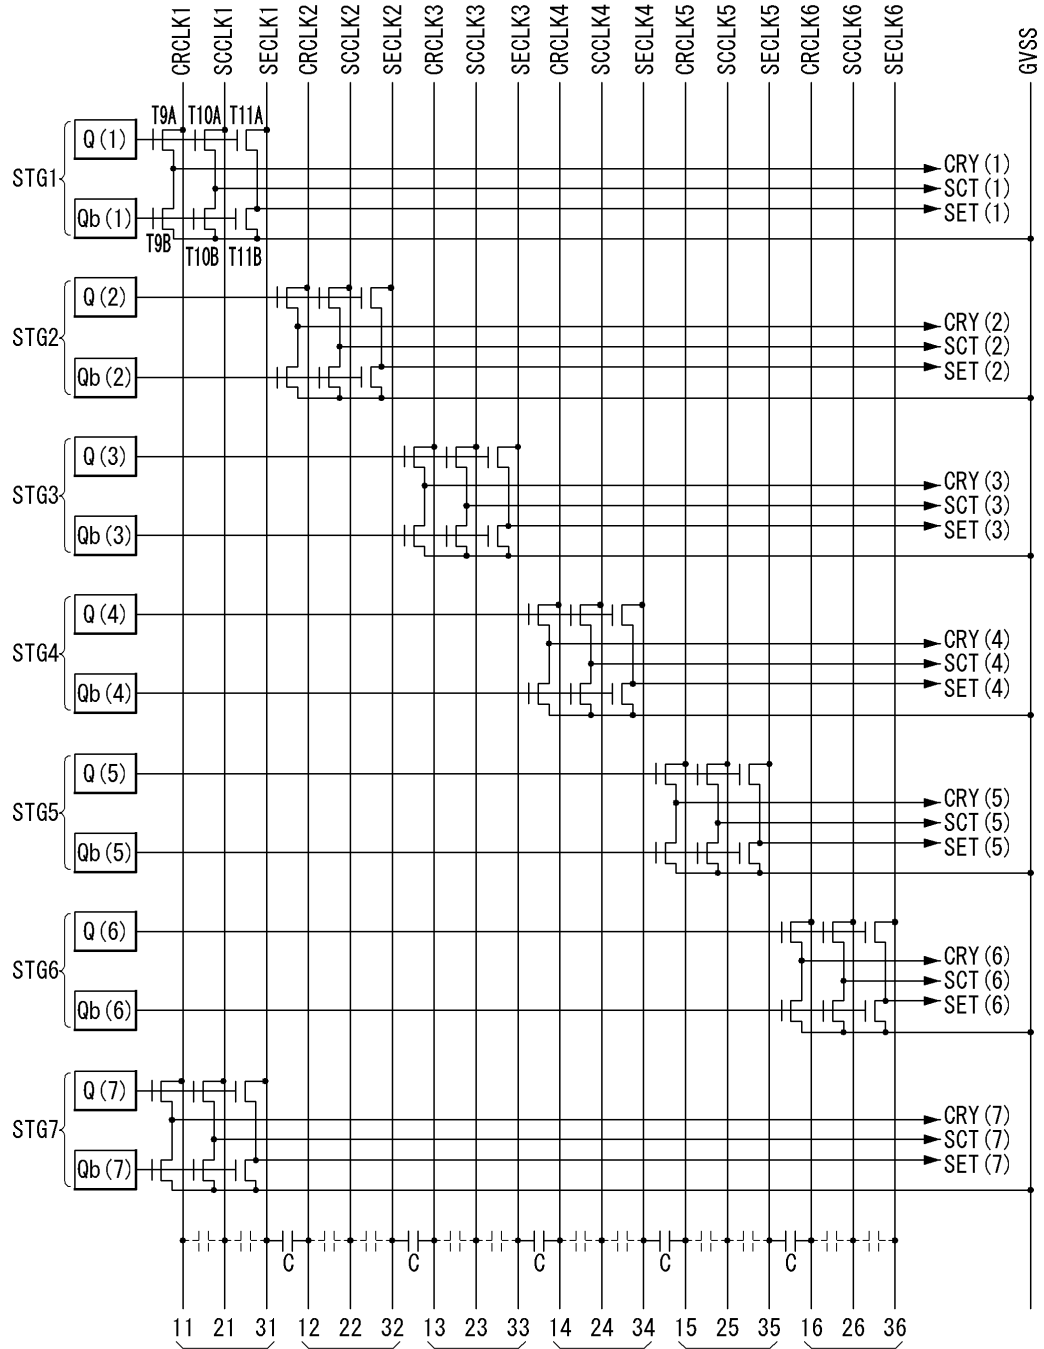 CRCLK1 SCCLK1 SECLK1 CRCLK2 SCCLK2 SECLK2 CRCLK3 SCCLK3 SECLK3 CRCLK4 SCCLK4 SECLK4 CRCLK5 SCCLK5 SECLK5 CRCLK6 SCCLK6 SECLK6 GVSS
T9A T10A T11A
Q(1)
CRY(1)
STG1
SCT(1)
Qb(1)
SET(1)
T9B T10B T11B
Q(2)
CRY(2)
STG2
SCT(2)
Qb(2)
SET(2)
Q(3)
CRY(3)
STG3
SCT(3)
Qb(3)
SET(3)
Q(4)
CRY(4)
STG4
SCT(4)
Qb(4)
SET(4)
Q(5)
CRY(5)
STG5
SCT(5)
Qb(5)
SET(5)
Q(6)
CRY(6)
STG6
SCT(6)
Qb(6)
SET(6)
Q(7)
CRY(7)
STG7
SCT(7)
Qb(7)
SET(7)
C C C C C
11 21 31 12 22 32 13 23 33 14 24 34 15 25 35 16 26 36